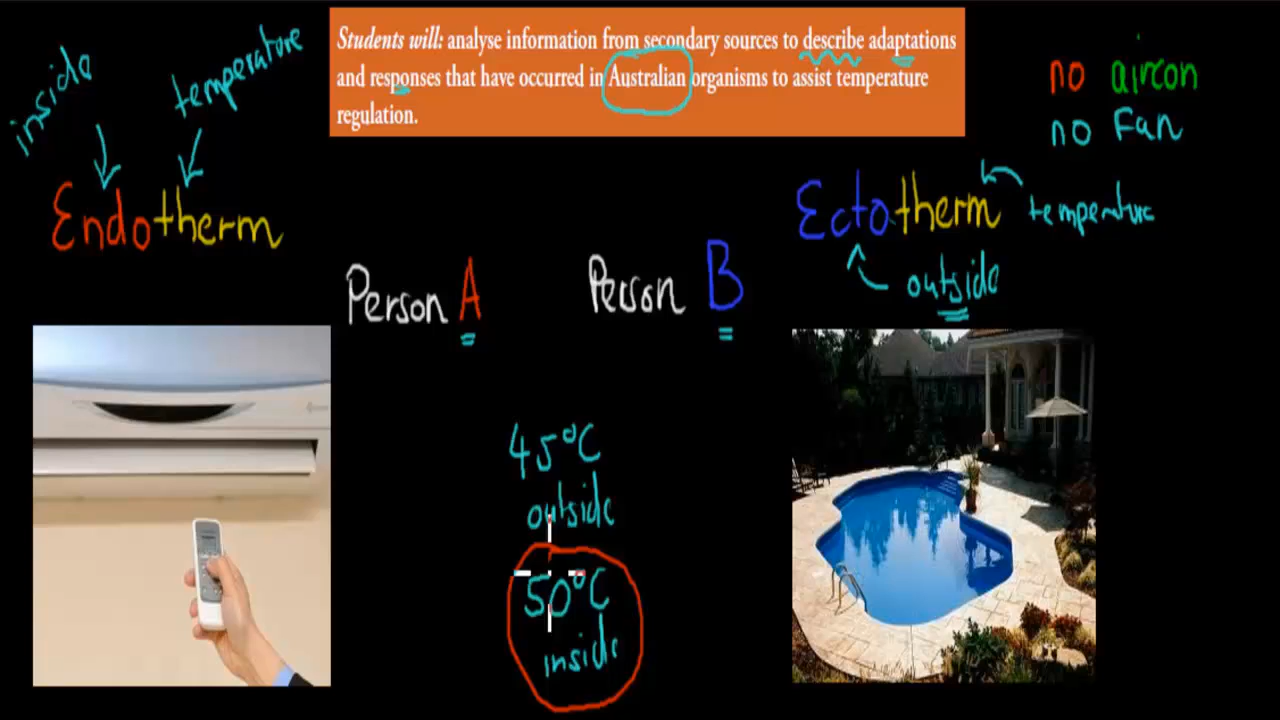 Students will: analyse information from secondary sources to describe adaptations
and responses that have occurred in Australian organisms to assist temperature
regulation.
inside
temperature
Endotherm
no aircon
no Fan
Ectotherm
temperature
outside
Person A
Person B
45°C
outside
50°C
inside